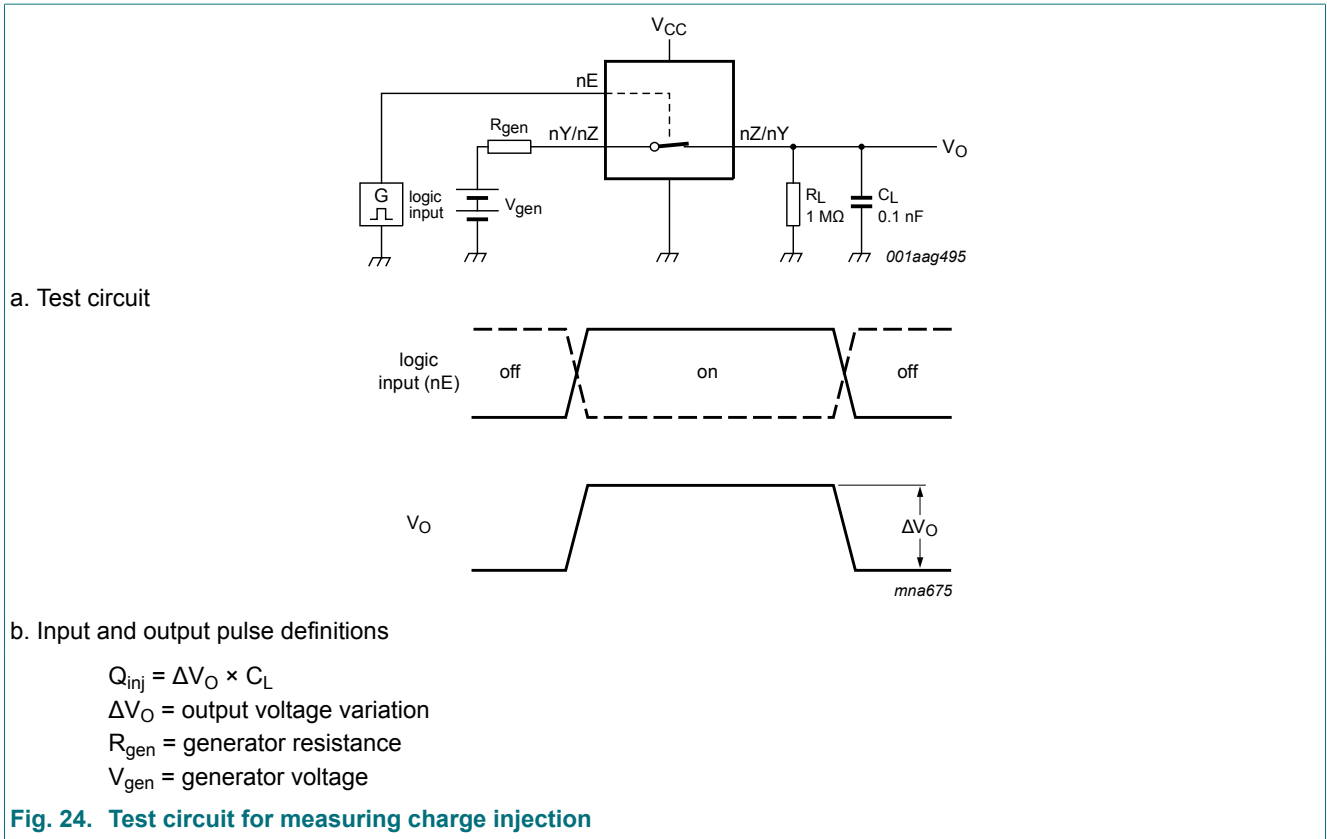 VCC
nE
Rgen
nY/nZ
nZ/nY
VO
G
logic
input
Vgen
RL
1 MΩ
CL
0.1 nF
001aag495
a. Test circuit
logic
input (nE)
off
on
off
VO
ΔVO
mna675
b. Input and output pulse definitions
Qinj = ΔVO × CL
ΔVO = output voltage variation
Rgen = generator resistance
Vgen = generator voltage
Fig. 24. Test circuit for measuring charge injection